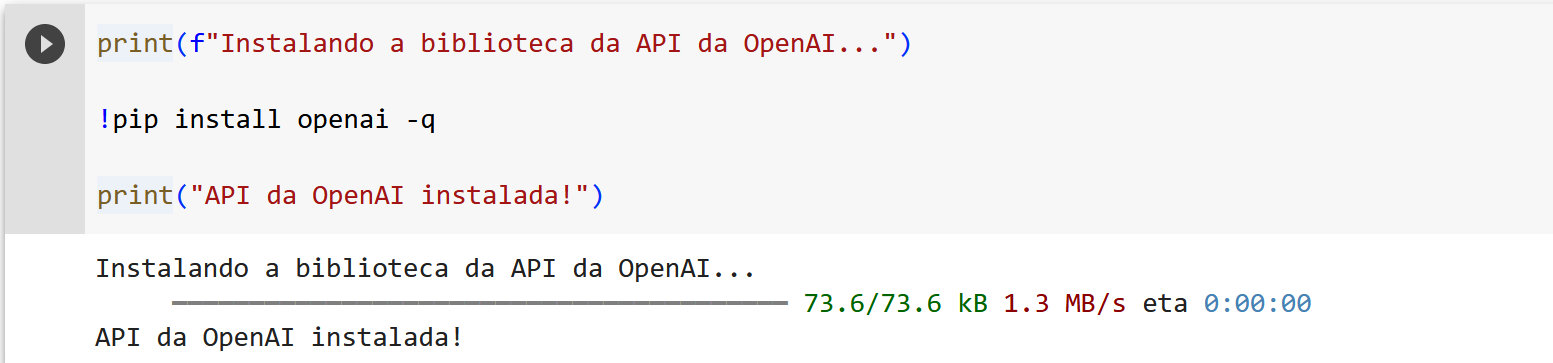 print(f"Instalando a biblioteca da API da OpenAI...")
!pip install openai -q
print("API da OpenAI instalada!")
Instalando a biblioteca da API da OpenAI...
73.6/73.6 kB 1.3 MB/s eta 0:00:00
API da OpenAI instalada!